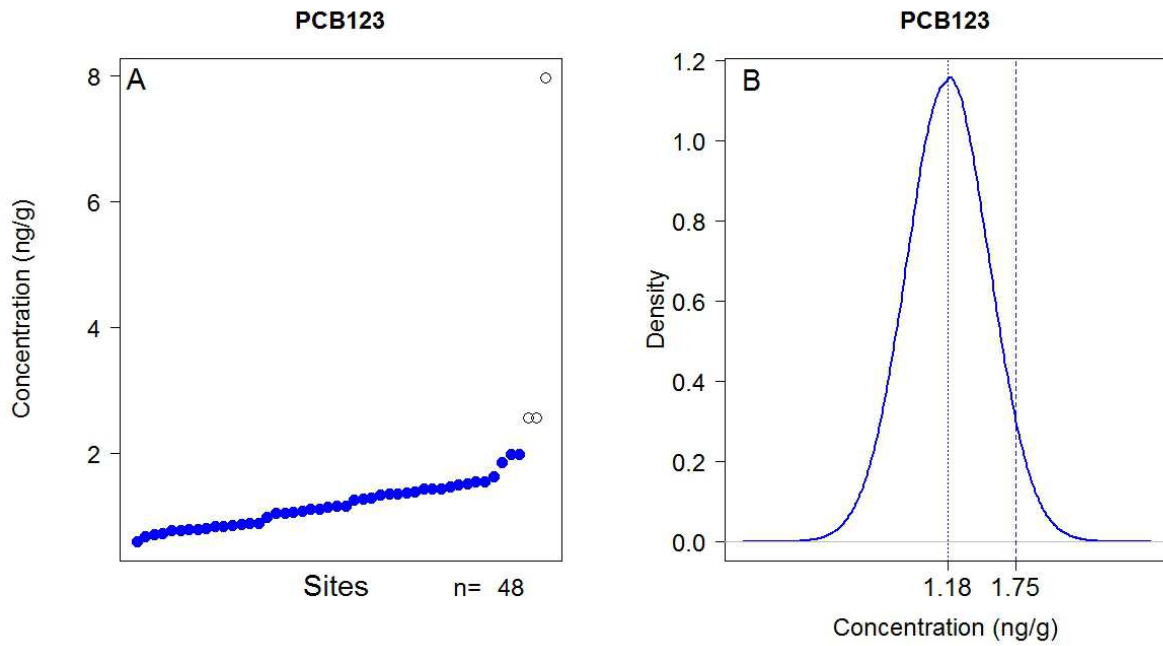 PCB123
A
8
6
4
2
Concentration (ng/g)
Sites n= 48
PCB123
B
1.2
1.0
0.8
0.6
0.4
0.2
0.0
Density
1.18 1.75
Concentration (ng/g)